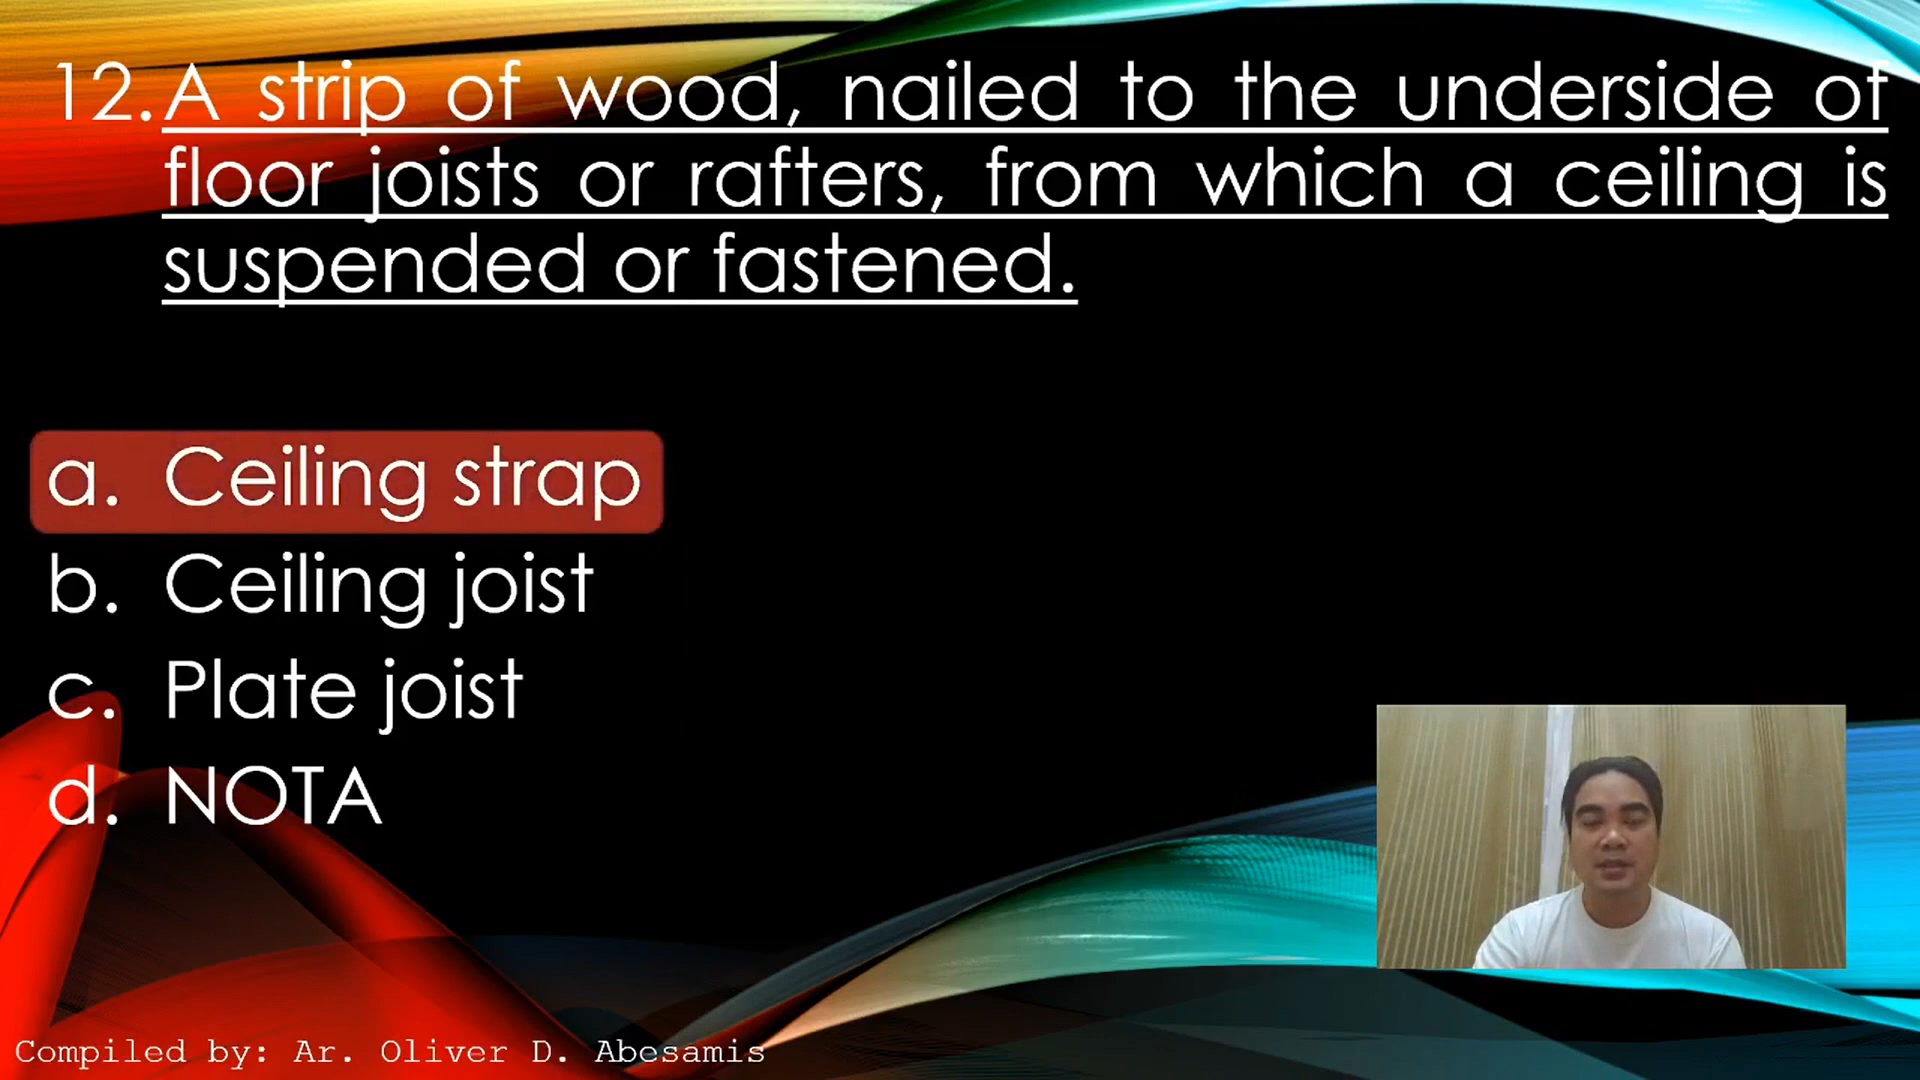 12. A strip of wood, nailed to the underside of
floor joists or rafters, from which a ceiling is
suspended or fastened.
a. Ceiling strap
b. Ceiling joist
c. Plate joist
d. NOTA
Compiled by: Ar. Oliver D. Abesamis